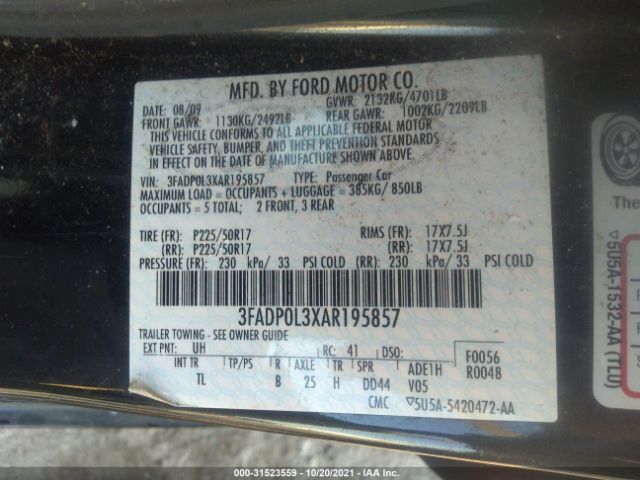 MFD. BY FORD MOTOR CO.
DATE: 08/09 GVWR: 2132KG/4701LB
FRONT GAWR: 1130KG/2492LB REAR GAWR: 1002KG/2209LB
THIS VEHICLE CONFORMS TO ALL APPLICABLE FEDERAL MOTOR
VEHICLE SAFETY, BUMPER, AND THEFT PREVENTION STANDARDS
IN EFFECT ON THE DATE OF MANUFACTURE SHOWN ABOVE.
VIN: 3FADP0L3XAR195857 TYPE: Passenger Car
MAXIMUM LOAD = OCCUPANTS + LUGGAGE = 385KG/ 850LB
OCCUPANTS = 5 TOTAL; 2 FRONT, 3 REAR
TIRE (FR): P225/50R17 RIMS (FR): 17X7.5J
(RR): P225/50R17 (RR): 17X7.5J
PRESSURE (FR): 230 kPa/ 33 PSI COLD (RR): 230 kPa/ 33 PSI COLD
3FADP0L3XAR195857
TRAILER TOWING - SEE OWNER GUIDE
EXT PNT: UH RC: 41 DSO: F0056
INT TR TP/PS R AXLE TR SPR ADE1H R0048
TL B 25 H DD44 V05
CMC ▽5U5A-5420472-AA
The
▽5U5A-1532-AA (TL0)
000-31523559 - 10/20/2021 - IAA Inc.